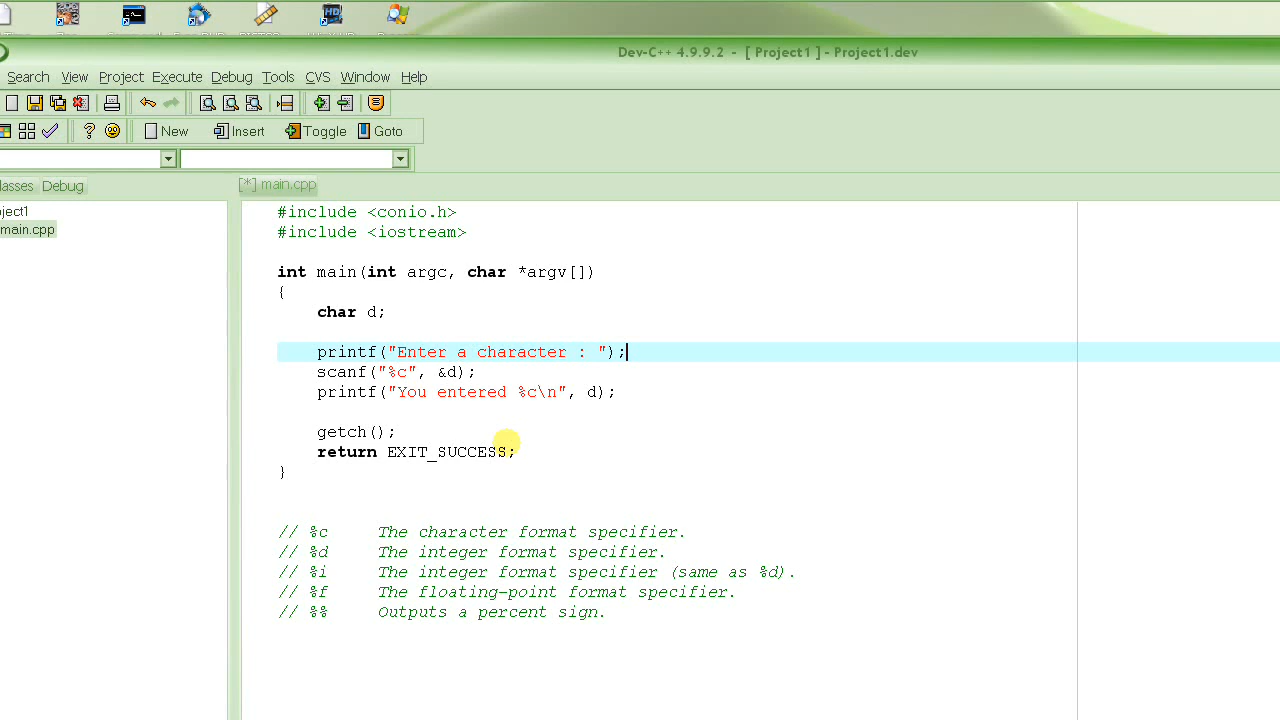 Dev-C++ 4.9.9.2 - [ Project1 ] - Project1.dev
Search View Project Execute Debug Tools CVS Window Help
New Insert Toggle Goto
lasses Debug
[*] main.cpp
oject1
main.cpp
#include <conio.h>
#include <iostream>
int main(int argc, char *argv[])
{
char d;
printf("Enter a character : ");
scanf("%c", &d);
printf("You entered %c\n", d);
getch();
return EXIT_SUCCESS;
}
// %c The character format specifier.
// %d The integer format specifier.
// %i The integer format specifier (same as %d).
// %f The floating-point format specifier.
// %% Outputs a percent sign.